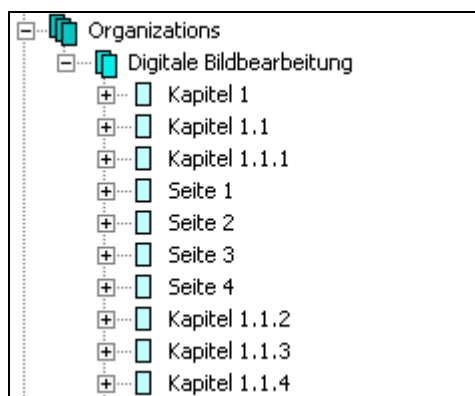 Organizations
Digitale Bildbearbeitung
Kapitel 1
Kapitel 1.1
Kapitel 1.1.1
Seite 1
Seite 2
Seite 3
Seite 4
Kapitel 1.1.2
Kapitel 1.1.3
Kapitel 1.1.4